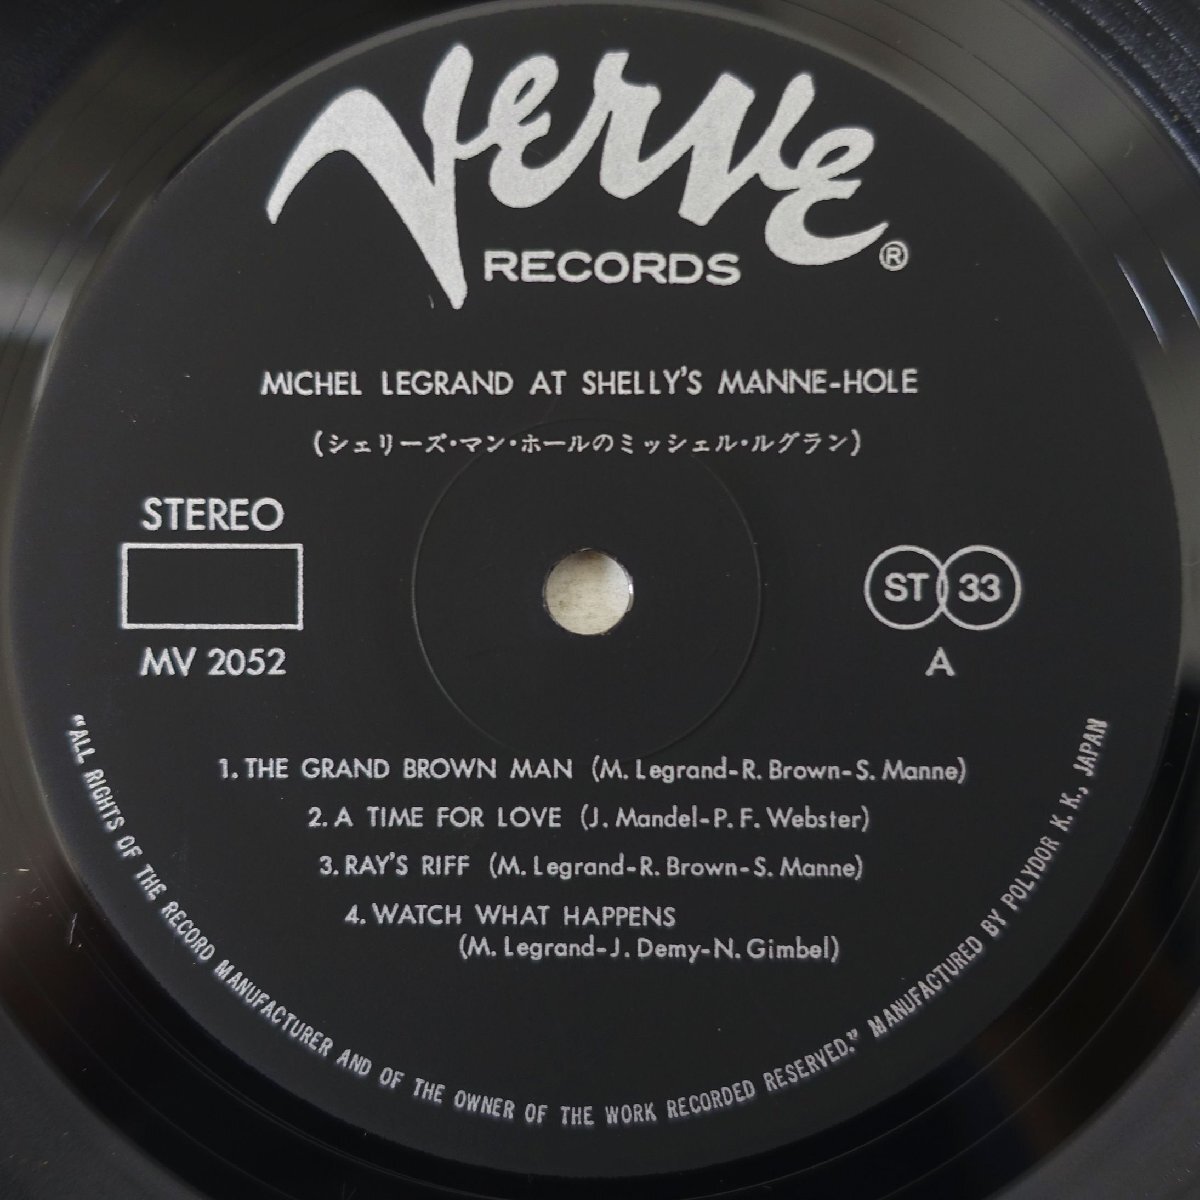 Verve
RECORDS ®
MICHEL LEGRAND AT SHELLY'S MANNE-HOLE
(シェリーズ・マン・ホールのミッシェル・ルグラン)
STEREO
MV 2052
ST 33
A
1. THE GRAND BROWN MAN (M. Legrand-R. Brown-S. Manne)
2. A TIME FOR LOVE (J. Mandel-P. F. Webster)
3. RAY'S RIFF (M. Legrand-R. Brown-S. Manne)
4. WATCH WHAT HAPPENS
(M. Legrand-J. Demy-N. Gimbel)
"ALL RIGHTS OF THE RECORD MANUFACTURER AND OF THE OWNER OF THE WORK RECORDED RESERVED." MANUFACTURED BY POLYDOR K. K., JAPAN